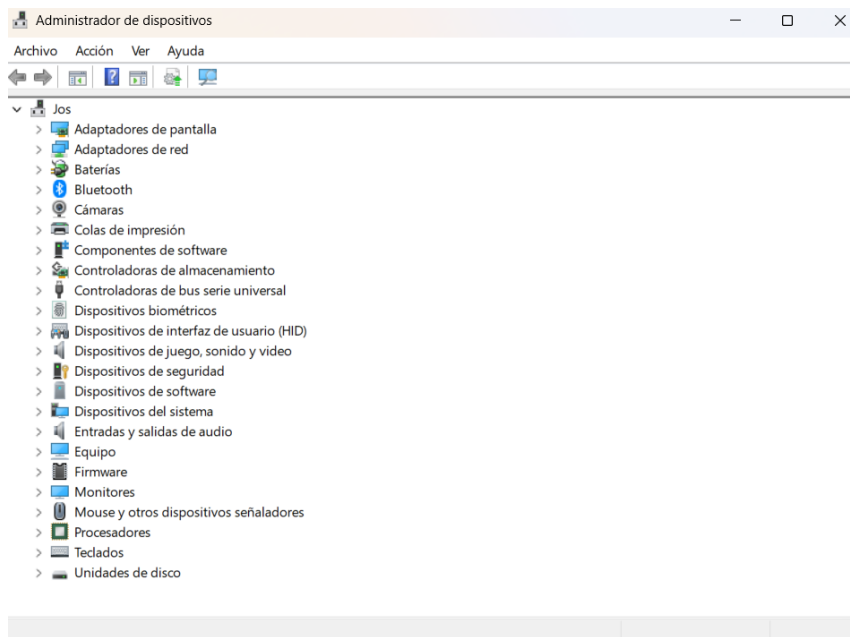 Administrador de dispositivos
Archivo Acción Ver Ayuda
Jos
Adaptadores de pantalla
Adaptadores de red
Baterías
Bluetooth
Cámaras
Colas de impresión
Componentes de software
Controladoras de almacenamiento
Controladoras de bus serie universal
Dispositivos biométricos
Dispositivos de interfaz de usuario (HID)
Dispositivos de juego, sonido y video
Dispositivos de seguridad
Dispositivos de software
Dispositivos del sistema
Entradas y salidas de audio
Equipo
Firmware
Monitores
Mouse y otros dispositivos señaladores
Procesadores
Teclados
Unidades de disco